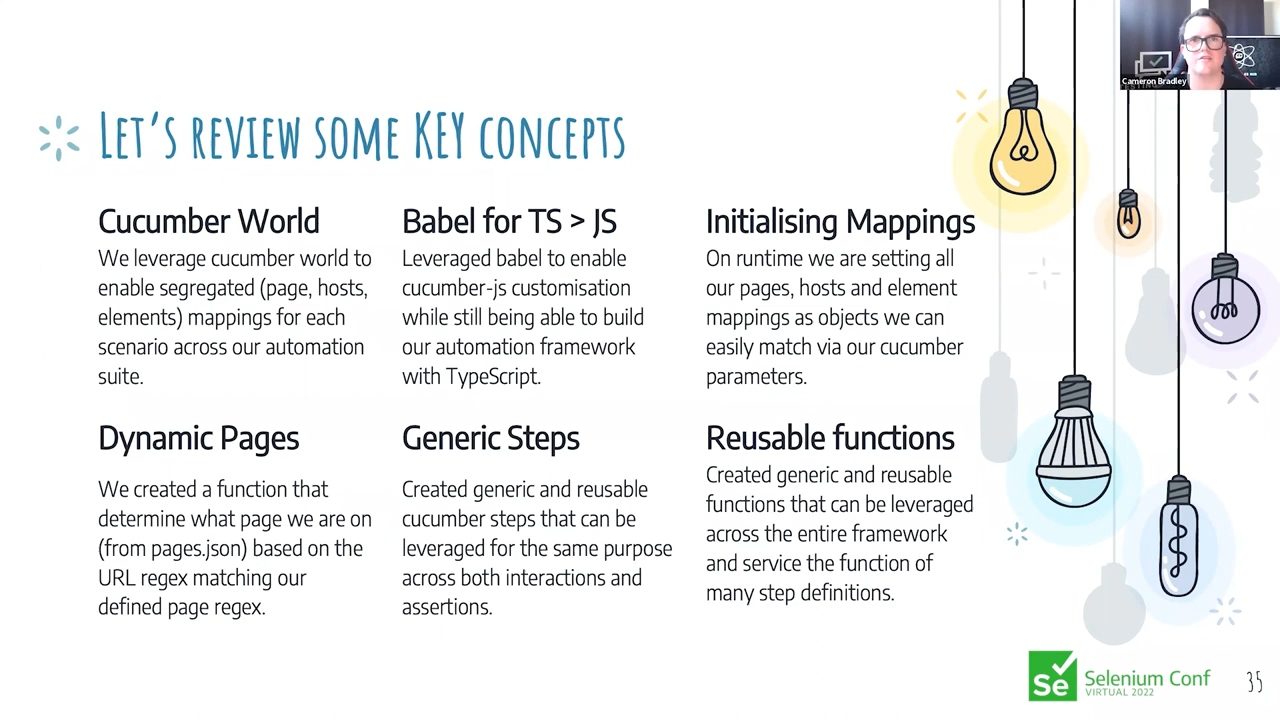 Cameron Bradley
Let's review some KEY concepts
Cucumber World
We leverage cucumber world to
enable segregated (page, hosts,
elements) mappings for each
scenario across our automation
suite.
Babel for TS > JS
Leveraged babel to enable
cucumber-js customisation
while still being able to build
our automation framework
with TypeScript.
Initialising Mappings
On runtime we are setting all
our pages, hosts and element
mappings as objects we can
easily match via our cucumber
parameters.
Dynamic Pages
We created a function that
determine what page we are on
(from pages.json) based on the
URL regex matching our
defined page regex.
Generic Steps
Created generic and reusable
cucumber steps that can be
leveraged for the same purpose
across both interactions and
assertions.
Reusable functions
Created generic and reusable
functions that can be leveraged
across the entire framework
and service the function of
many step definitions.
Se
Selenium Conf
VIRTUAL 2022
35